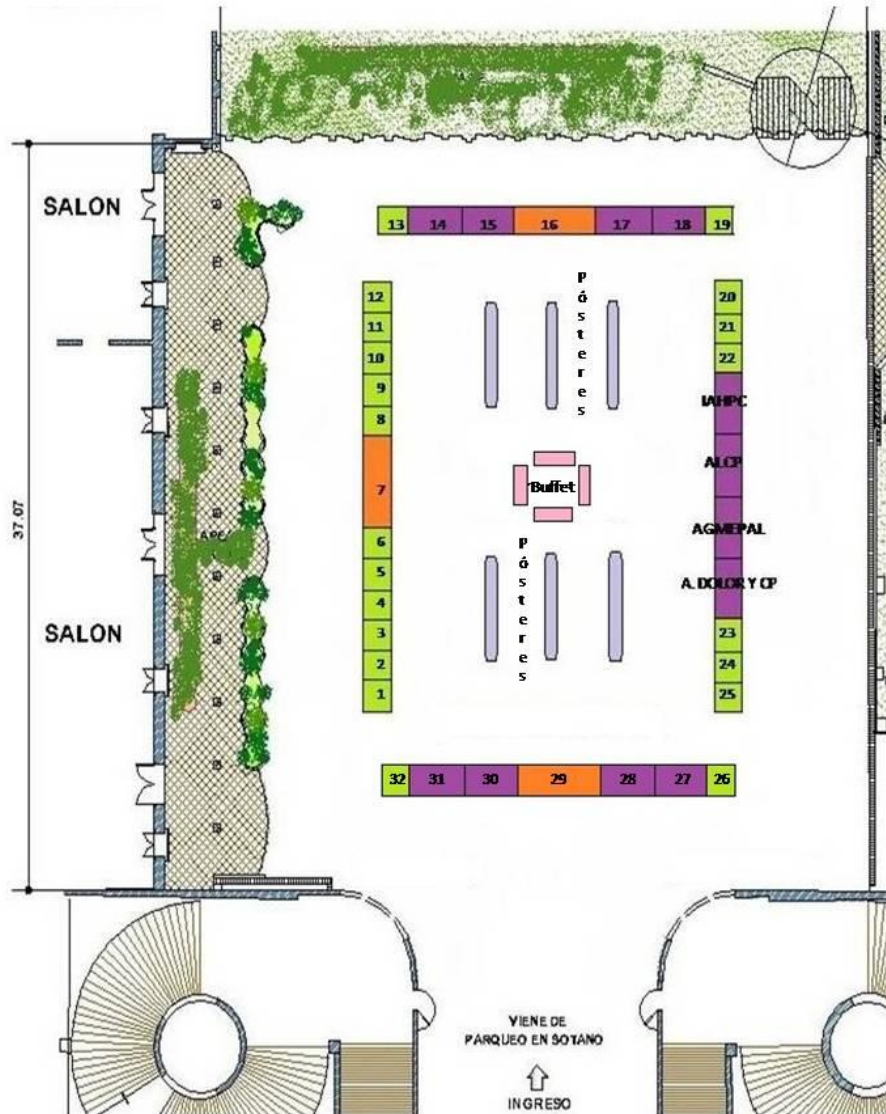 SALON
13 14 15 16 17 18 19
12
11
10
9
8
7
6
5
4
3
2
1
Pósteres
20
21
22
IAHPC
ALCP
AGMEPAL
A. DOLOR Y CP
23
24
25
Buffet
Pósteres
37.07
SALON
32 31 30 29 28 27 26
VIENE DE
PARQUEO EN SOTANO
INGRESO